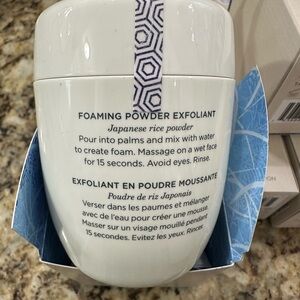 FOAMING POWDER EXFOLIANT
Japanese rice powder
Pour into palms and mix with water
to create foam. Massage on a wet face
for 15 seconds. Avoid eyes. Rinse.
EXFOLIANT EN POUDRE MOUSSANTE
Poudre de riz Japonais
Verser dans les paumes et mélanger
avec de l'eau pour créer une mousse.
Masser sur un visage mouillé pendant
15 secondes. Evitez les yeux. Rincer.